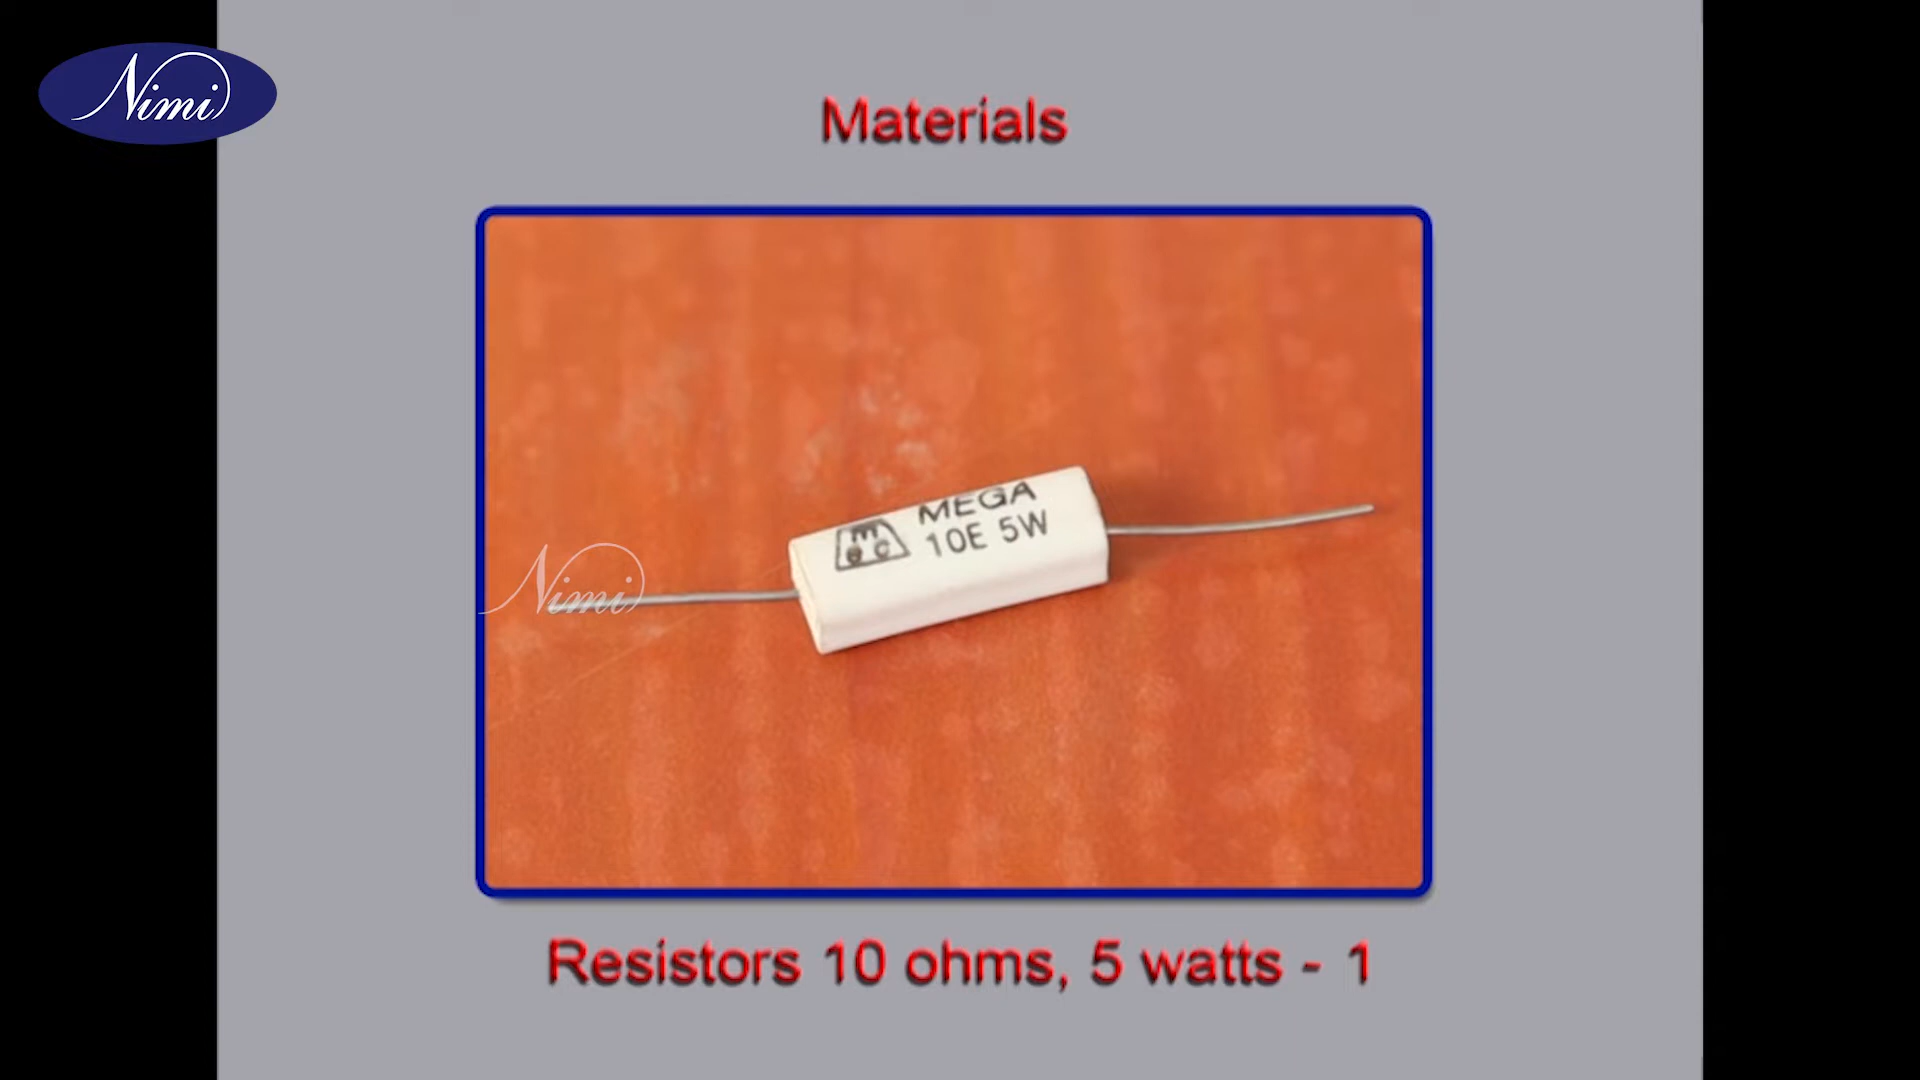 Nimi
Materials
MEGA
10E 5W
m
e c
Nimi
Resistors 10 ohms, 5 watts - 1